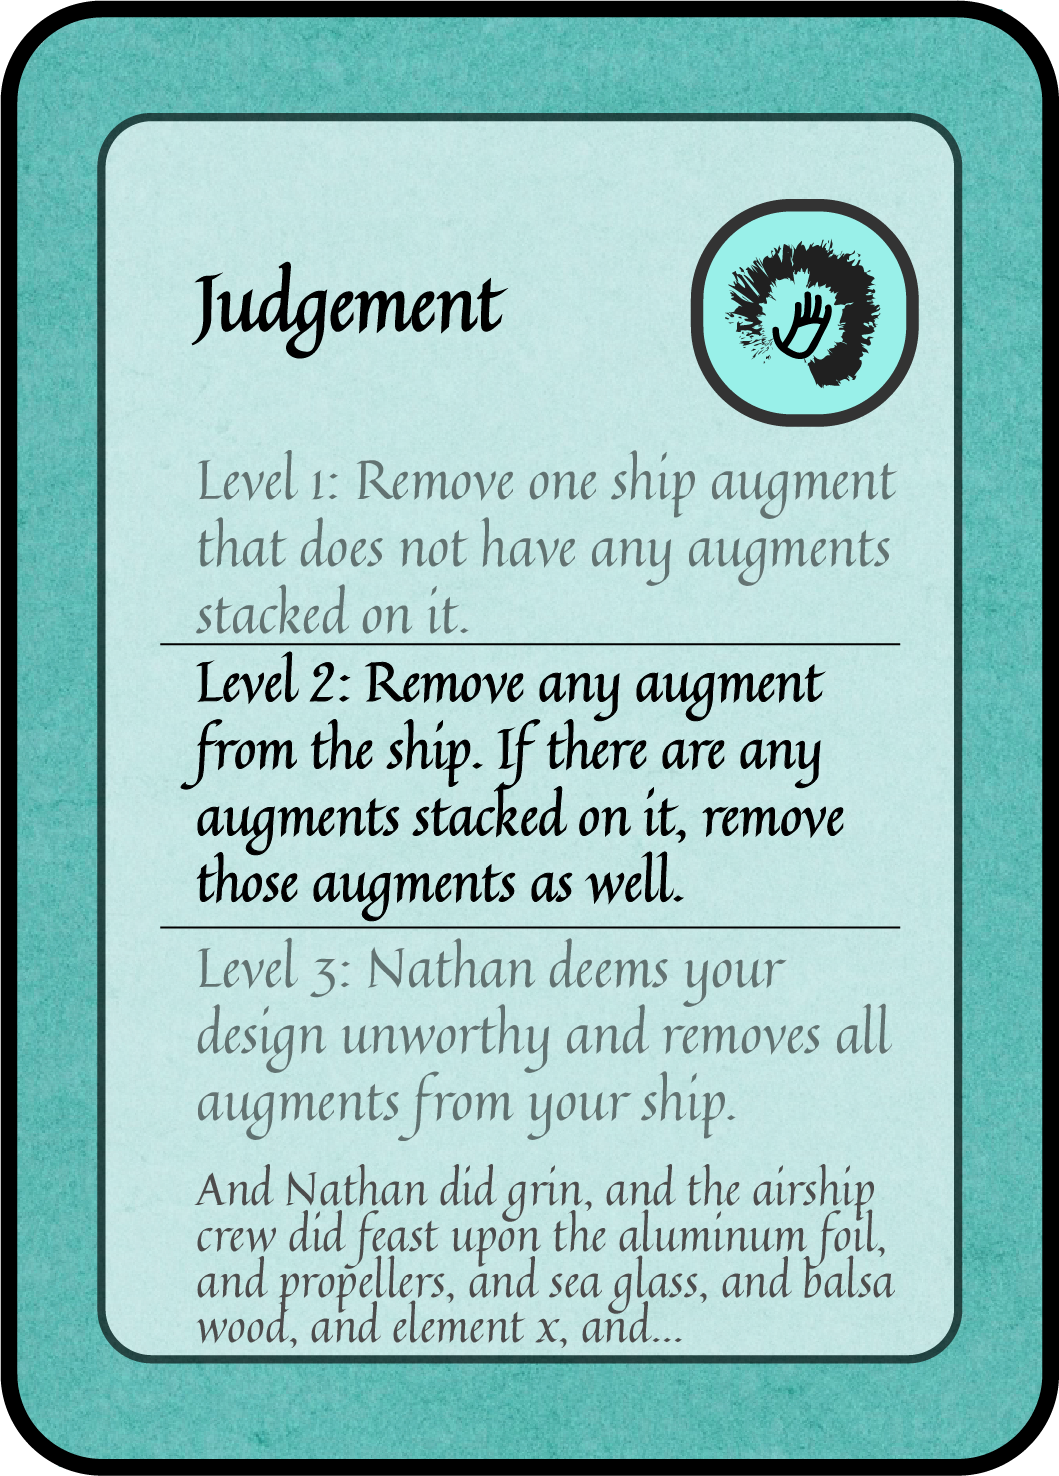 Judgement
Level 1: Remove one ship augment
that does not have any augments
stacked on it.
Level 2: Remove any augment
from the ship. If there are any
augments stacked on it, remove
those augments as well.
Level 3: Nathan deems your
design unworthy and removes all
augments from your ship.
And Nathan did grin, and the airship
crew did feast upon the aluminum foil,
and propellers, and sea glass, and balsa
wood, and element x, and...